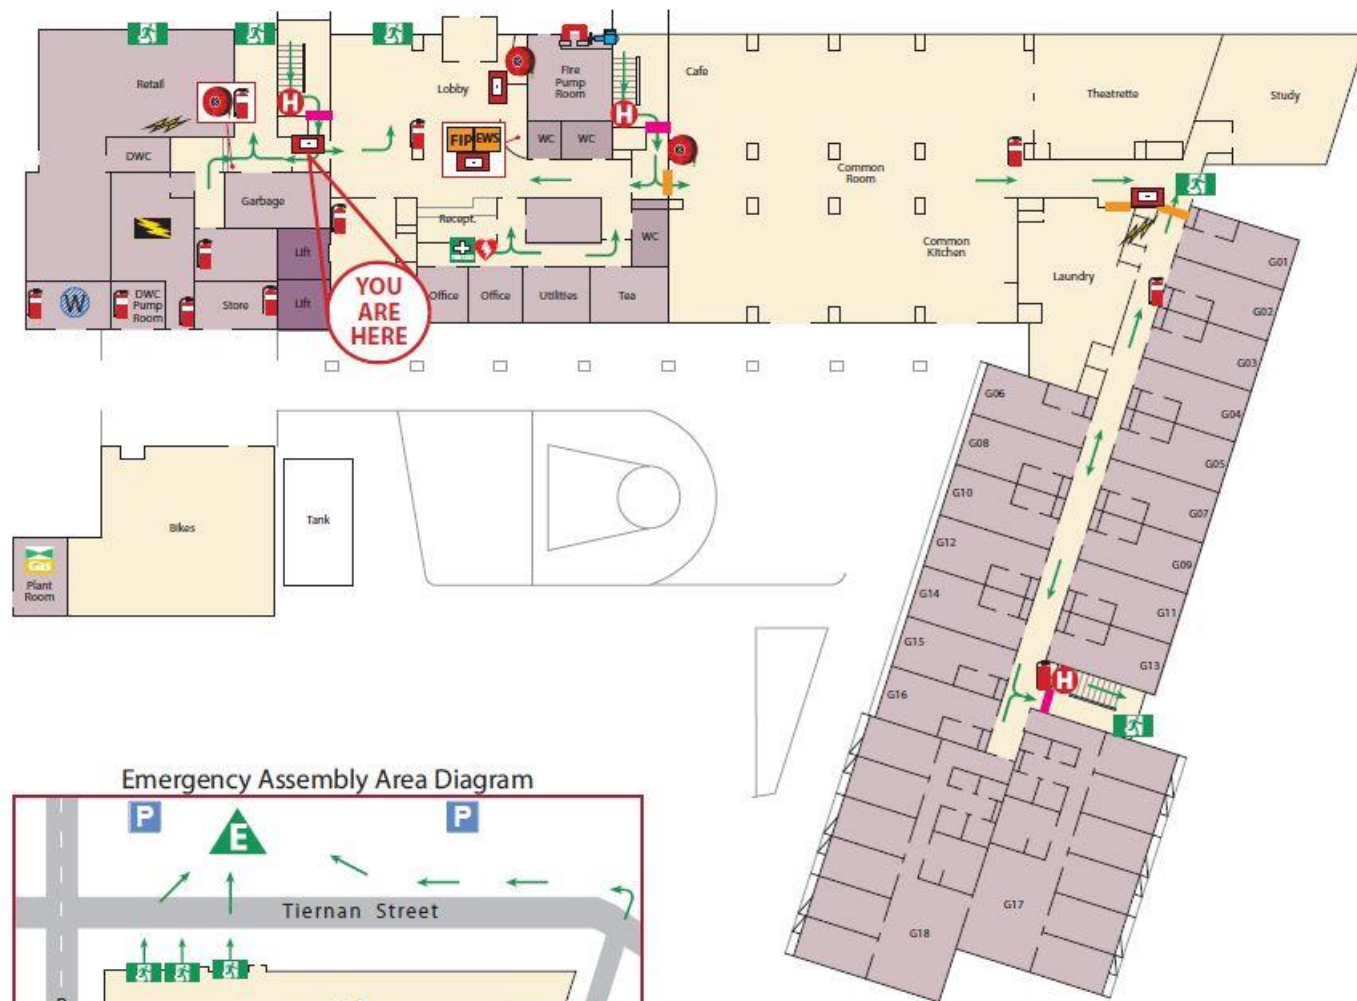 Retail
Lobby
Fire
Pump
Room
Cafe
Theatrette
Study
H
H
FIP EWS
DWC
WC
WC
Garbage
Common
Room
Recept.
WC
Lift
Common
Kitchen
Laundry
YOU
ARE
HERE
W
DWC
Pump
Room
Store
Lift
Office
Office
Utilities
Tea
G01
G02
G03
G04
G05
G06
G07
G08
G09
G10
G11
G12
G13
G14
G15
G16
G17
G18
H
Bikes
Tank
Gas
Plant
Room
Emergency Assembly Area Diagram
P
P
E
Tiernan Street